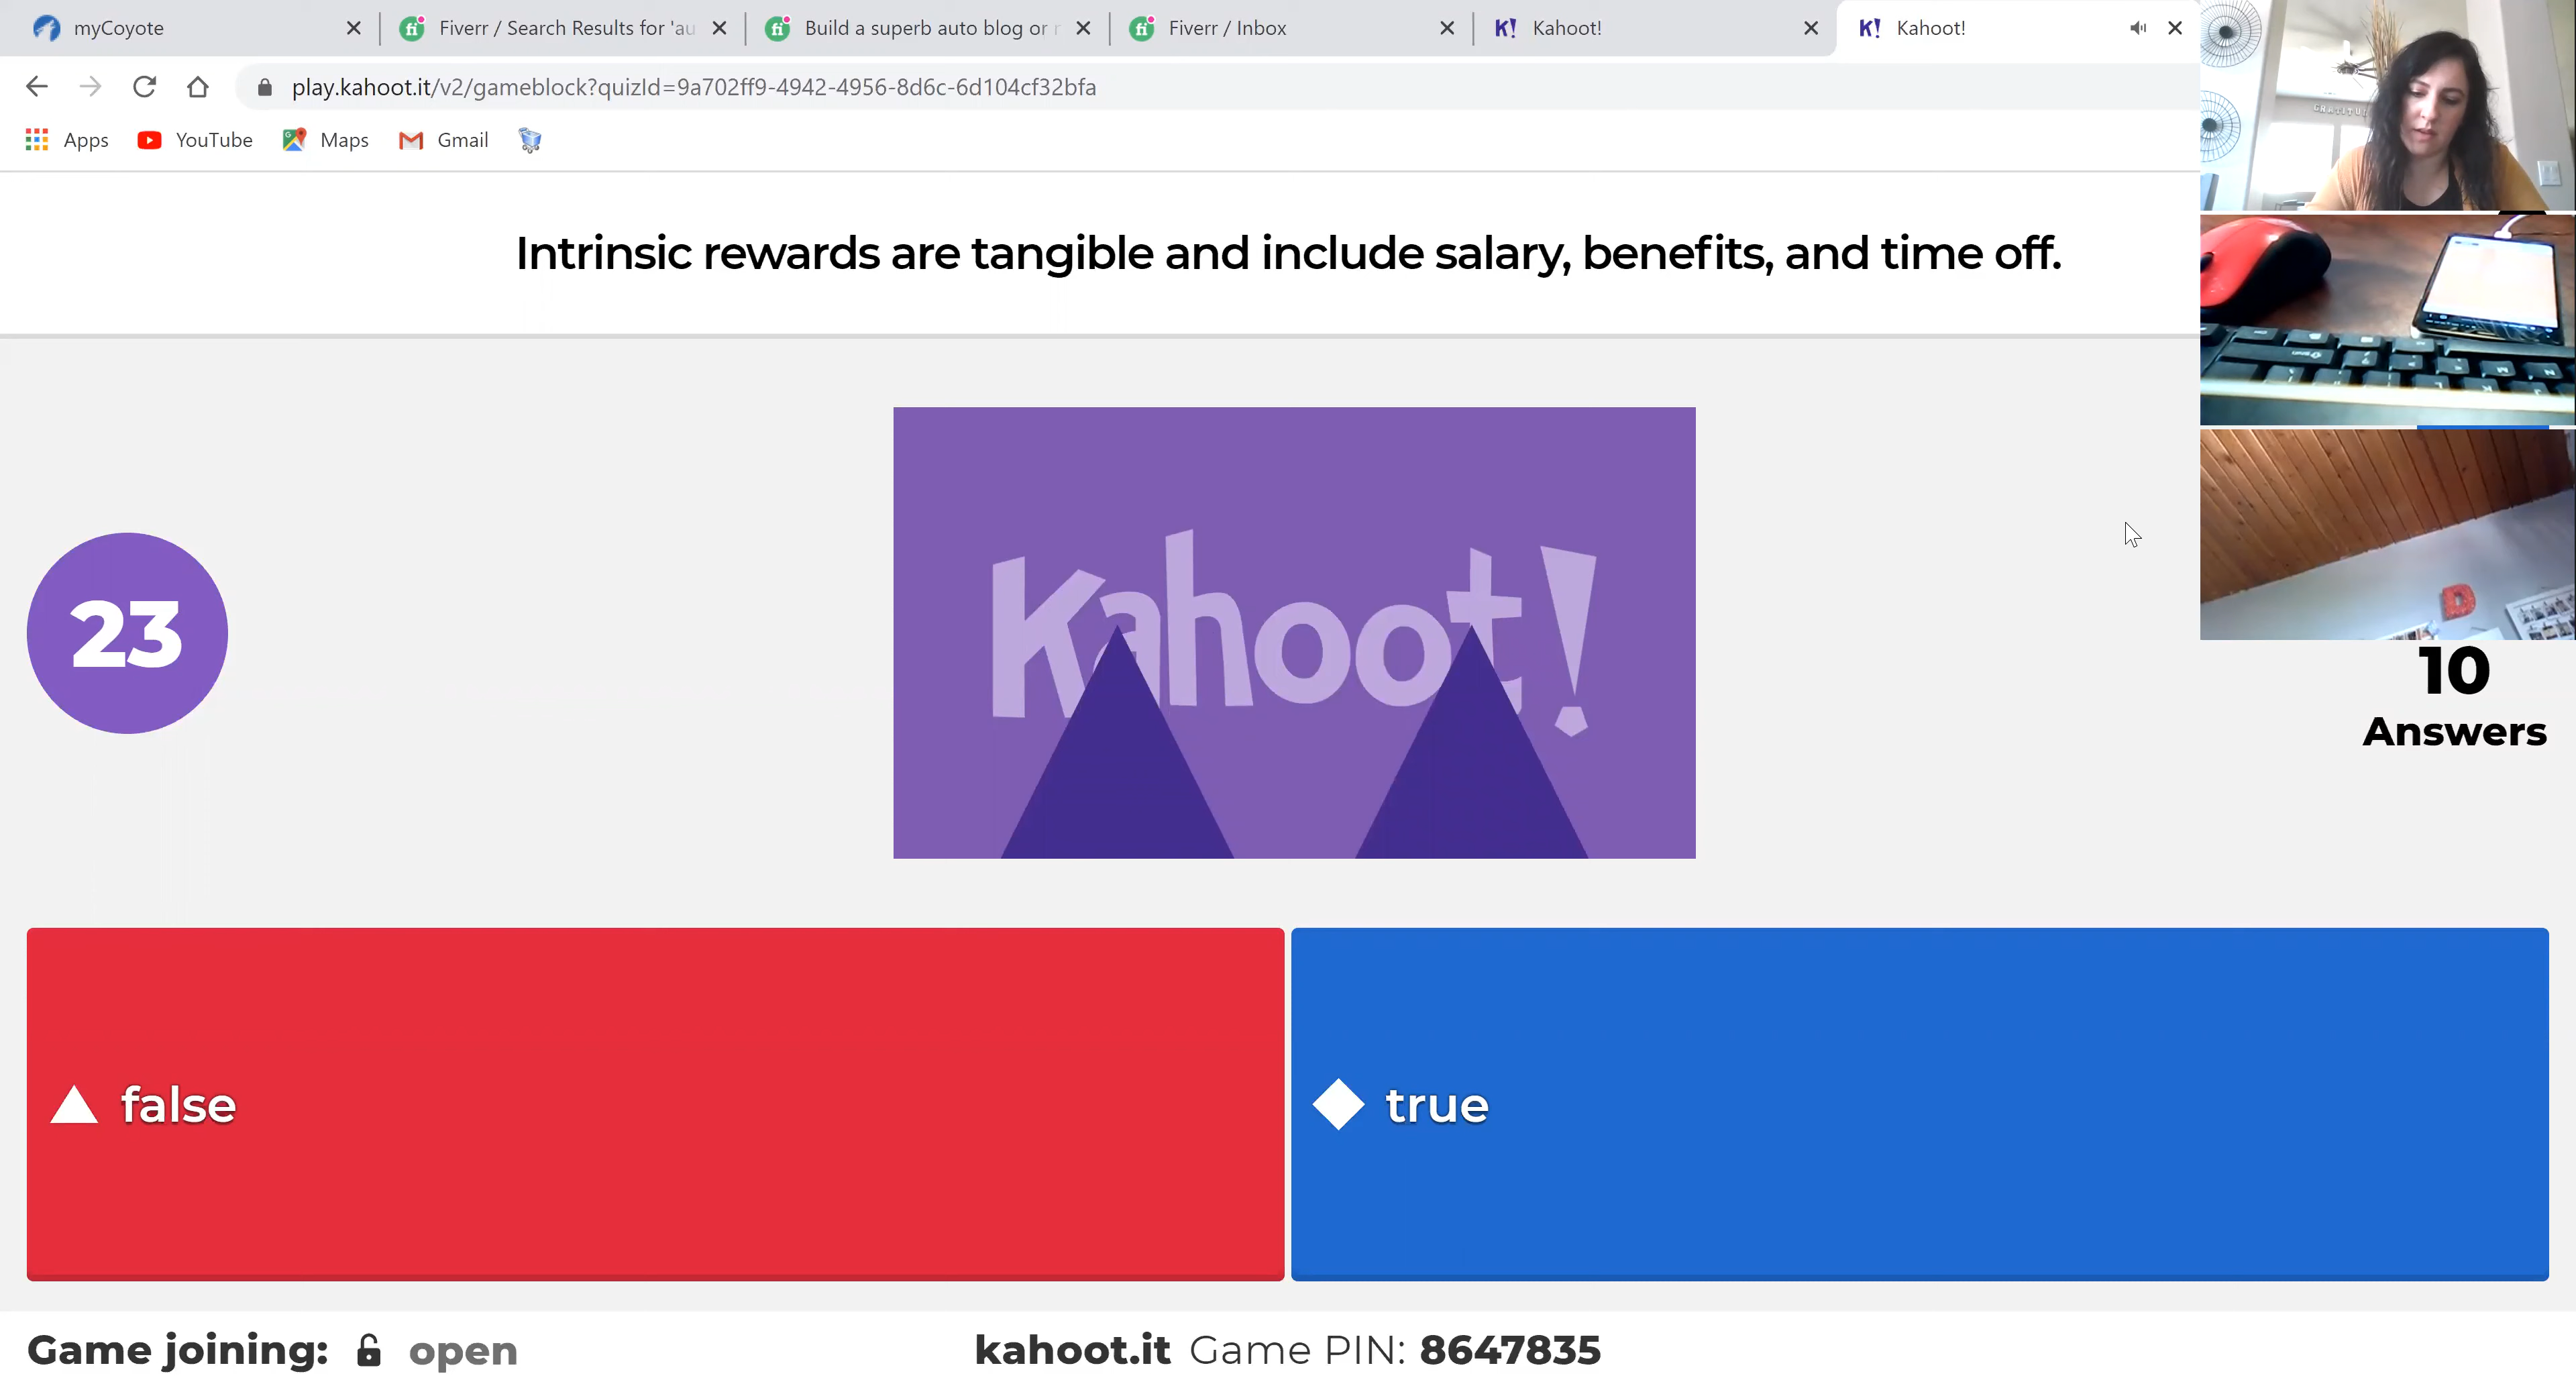 myCoyote
Fiverr / Search Results for 'au
Build a superb auto blog or
Fiverr / Inbox
Kahoot!
Kahoot!
play.kahoot.it/v2/gameblock?quizId=9a702ff9-4942-4956-8d6c-6d104cf32bfa
Apps
YouTube
Maps
Gmail
GRATITUDE
Intrinsic rewards are tangible and include salary, benefits, and time off.
D
Kahoot!
23
10
Answers
false
true
Game joining: open
kahoot.it Game PIN: 8647835